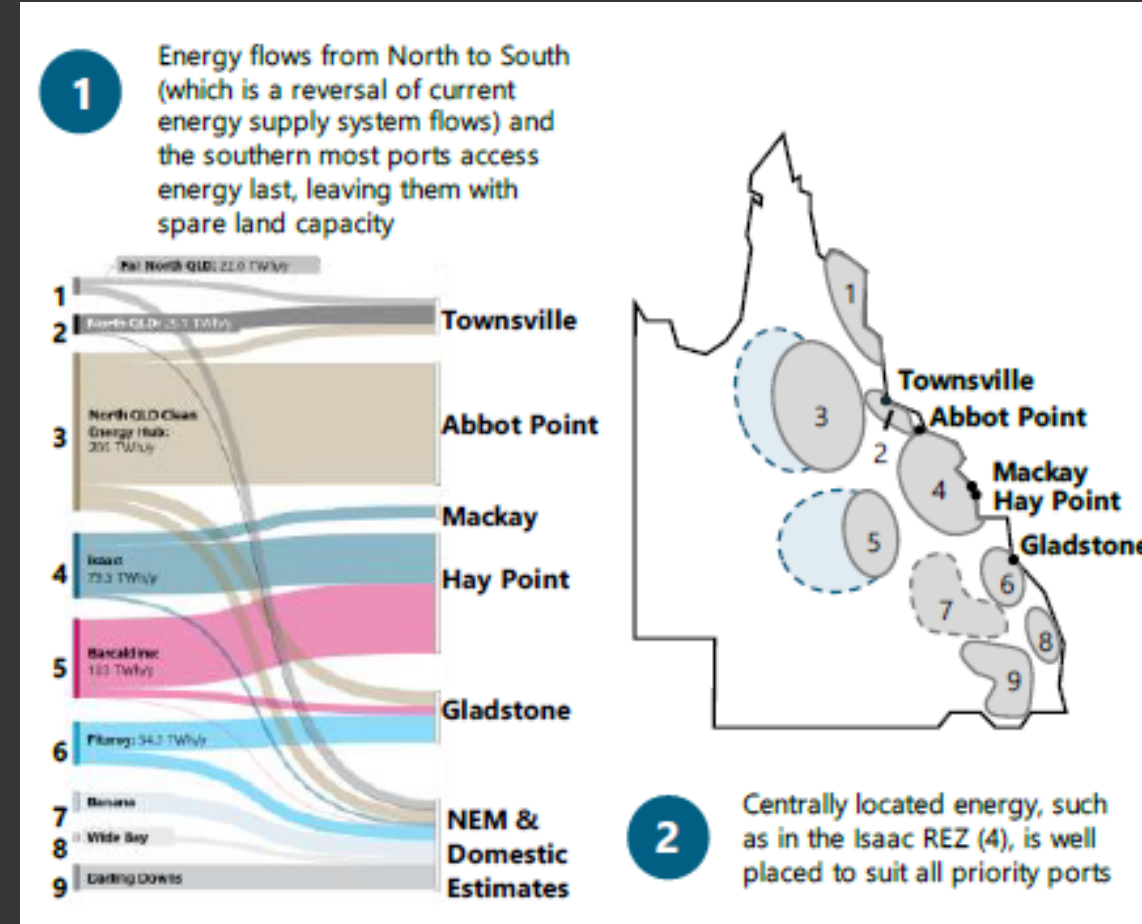 1
Energy flows from North to South
(which is a reversal of current
energy supply system flows) and
the southern most ports access
energy last, leaving them with
spare land capacity
Far North QLD: TWh/y
1
2
North QLD: TWh/y
Townsville
3
North QLD Clean
Energy Hub:
TWh/y
Abbot Point
Mackay
4
Isaac:
TWh/y
Hay Point
5
Barcaldine:
TWh/y
Gladstone
6
Fitzroy: TWh/y
7
Banana
8
Wide Bay
9
Darling Downs
NEM &
Domestic
Estimates
1
Townsville
3
Abbot Point
2
4
Mackay
Hay Point
5
Gladstone
6
7
8
9
2
Centrally located energy, such
as in the Isaac REZ (4), is well
placed to suit all priority ports